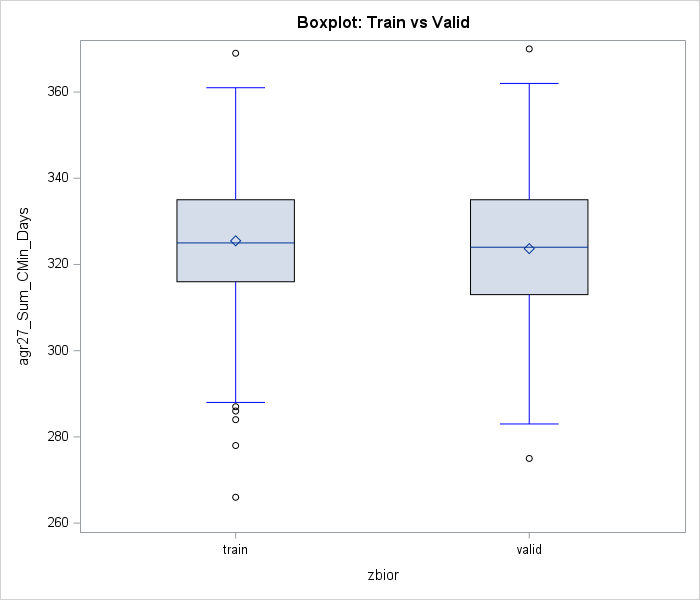 Boxplot: Train vs Valid
360
340
320
300
280
260
agr27_Sum_CMin_Days
train
valid
zbior